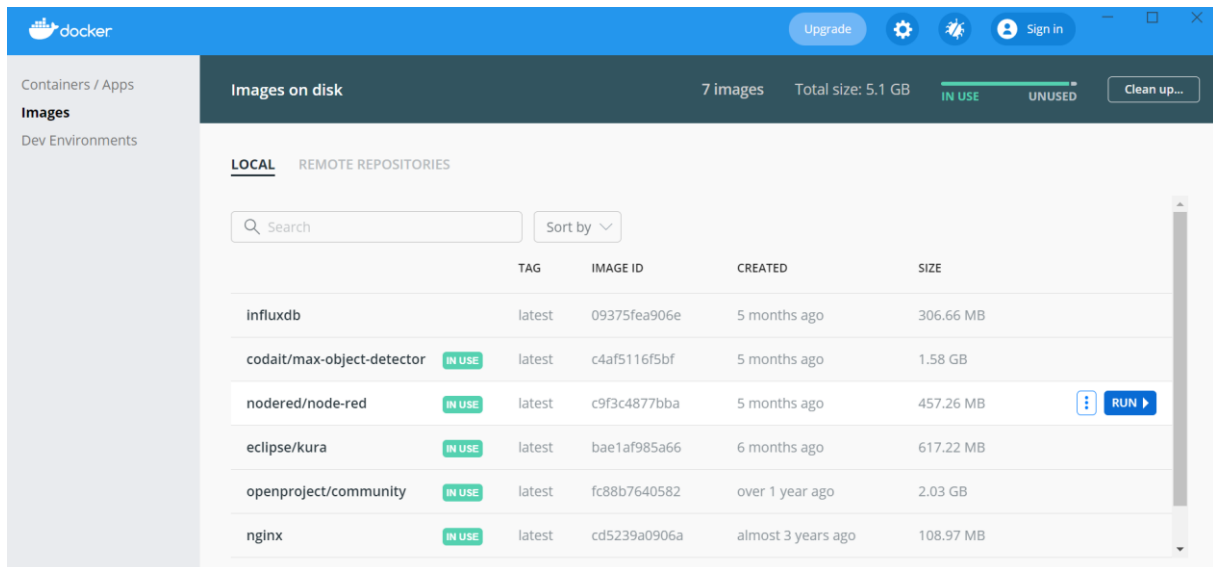 docker Upgrade Sign in
Containers / Apps
Images
Dev Environments
Images on disk 7 images Total size: 5.1 GB IN USE UNUSED Clean up...
LOCAL REMOTE REPOSITORIES
Search Sort by
TAG IMAGE ID CREATED SIZE
influxdb latest 09375fea906e 5 months ago 306.66 MB
codait/max-object-detector IN USE latest c4af5116f5bf 5 months ago 1.58 GB
nodered/node-red IN USE latest c9f3c4877bba 5 months ago 457.26 MB RUN
eclipse/kura IN USE latest bae1af985a66 6 months ago 617.22 MB
openproject/community IN USE latest fc88b7640582 over 1 year ago 2.03 GB
nginx IN USE latest cd5239a0906a almost 3 years ago 108.97 MB